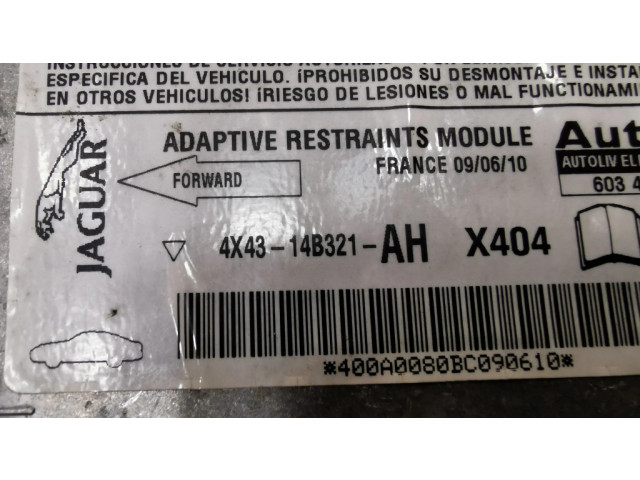 ESPECIFICA DEL VEHICULO. ¡PROHIBIDOS SU DESMONTAJE E INSTA
EN OTROS VEHICULOS! ¡RIESGO DE LESIONES O MAL FUNCIONAMI
JAGUAR
ADAPTIVE RESTRAINTS MODULE
FRANCE 09/06/10
Aut
AUTOLIV EL
603 4
FORWARD
4X43-14B321-AH X404
*400A0080BC090610*